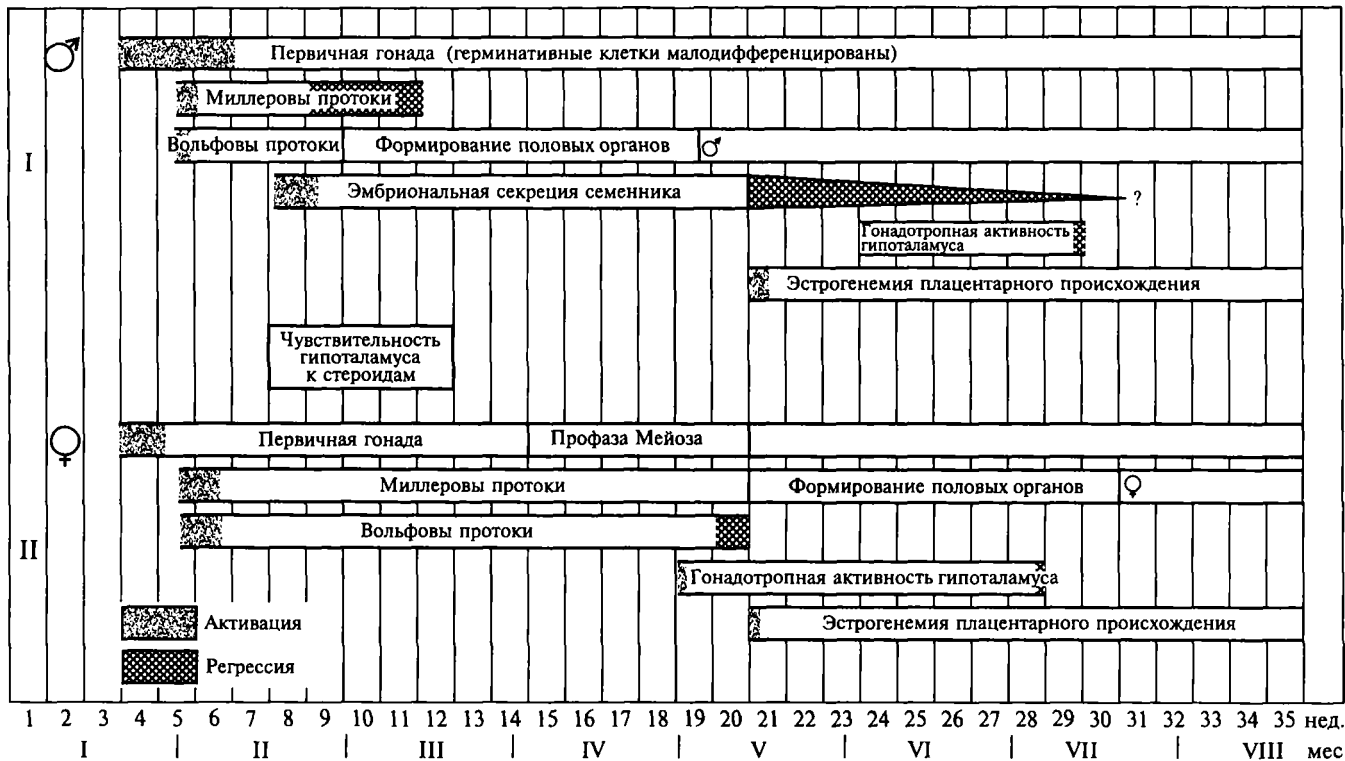 ♂
Первичная гонада (герминативные клетки малодифференцированы)
Миллеровы протоки
Вольфовы протоки
Формирование половых органов
♂
I
Эмбриональная секреция семенника
?
Гонадотропная активность
гипоталамуса
Эстрогенемия плацентарного происхождения
Чувствительность
гипоталамуса
к стероидам
♀
Первичная гонада
Профаза Мейоза
Миллеровы протоки
Формирование половых органов
♀
Вольфовы протоки
II
Гонадотропная активность гипоталамуса
Эстрогенемия плацентарного происхождения
Активация
Регрессия
1 2 3 4 5 6 7 8 9 10 11 12 13 14 15 16 17 18 19 20 21 22 23 24 25 26 27 28 29 30 31 32 33 34 35 нед.
I | II | III | IV | V | VI | VII | VIII мес